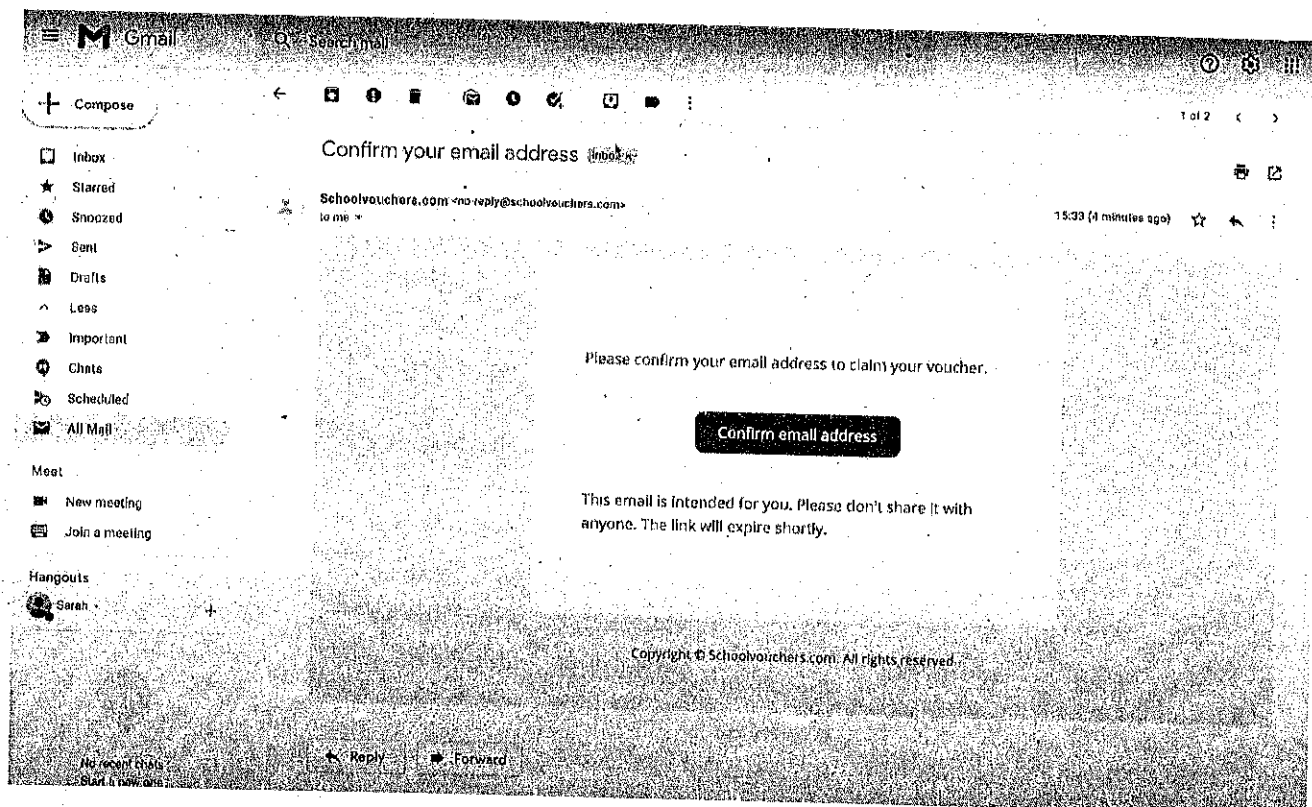 Gmail
Search mail
Compose
1 of 2
Inbox
Starred
Snoozed
Sent
Drafts
Less
Important
Chats
Scheduled
All Mail
Meet
New meeting
Join a meeting
Hangouts
Sarah
No recent chats
Start a new one
Confirm your email address Inbox
Schoolvouchers.com <no-reply@schoolvouchers.com>
to me
15:33 (4 minutes ago)
Please confirm your email address to claim your voucher.
Confirm email address
This email is intended for you. Please don't share it with
anyone. The link will expire shortly.
Copyright © Schoolvouchers.com. All rights reserved.
Reply
Forward